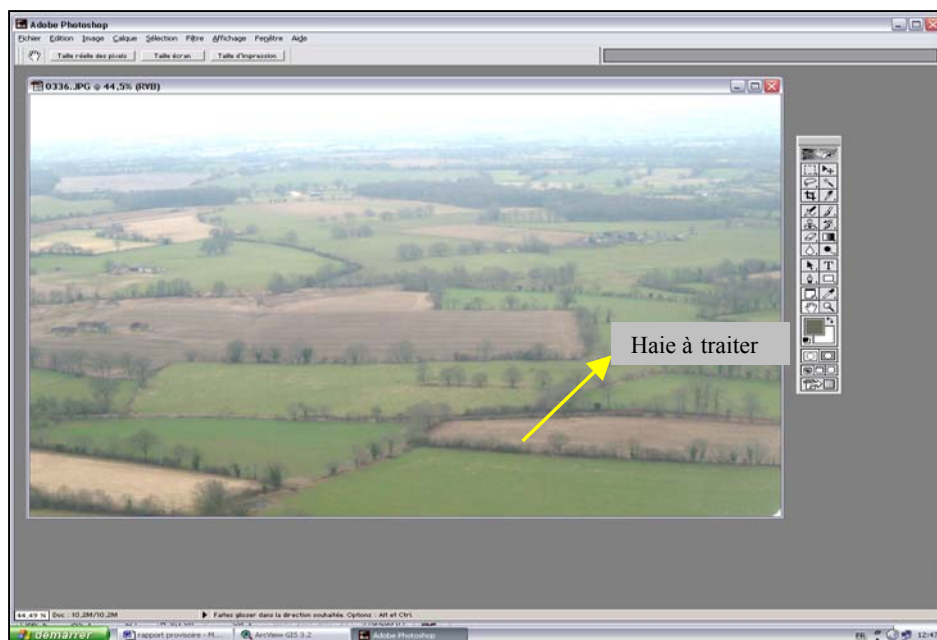 Adobe Photoshop
Fichier Edition Image Calque Sélection Filtre Affichage Fenêtre Aide
Taille réelle des pixels Taille écran Taille d'impression
0336.JPG @ 44,5% (RVB)
Haie à traiter
44,49 % Doc : 10,2M/10,2M Faites glisser dans la direction souhaitée. Options : Alt et Ctrl.
démarrer rapport provisoire - M... ArcView GIS 3.2 Adobe Photoshop FR